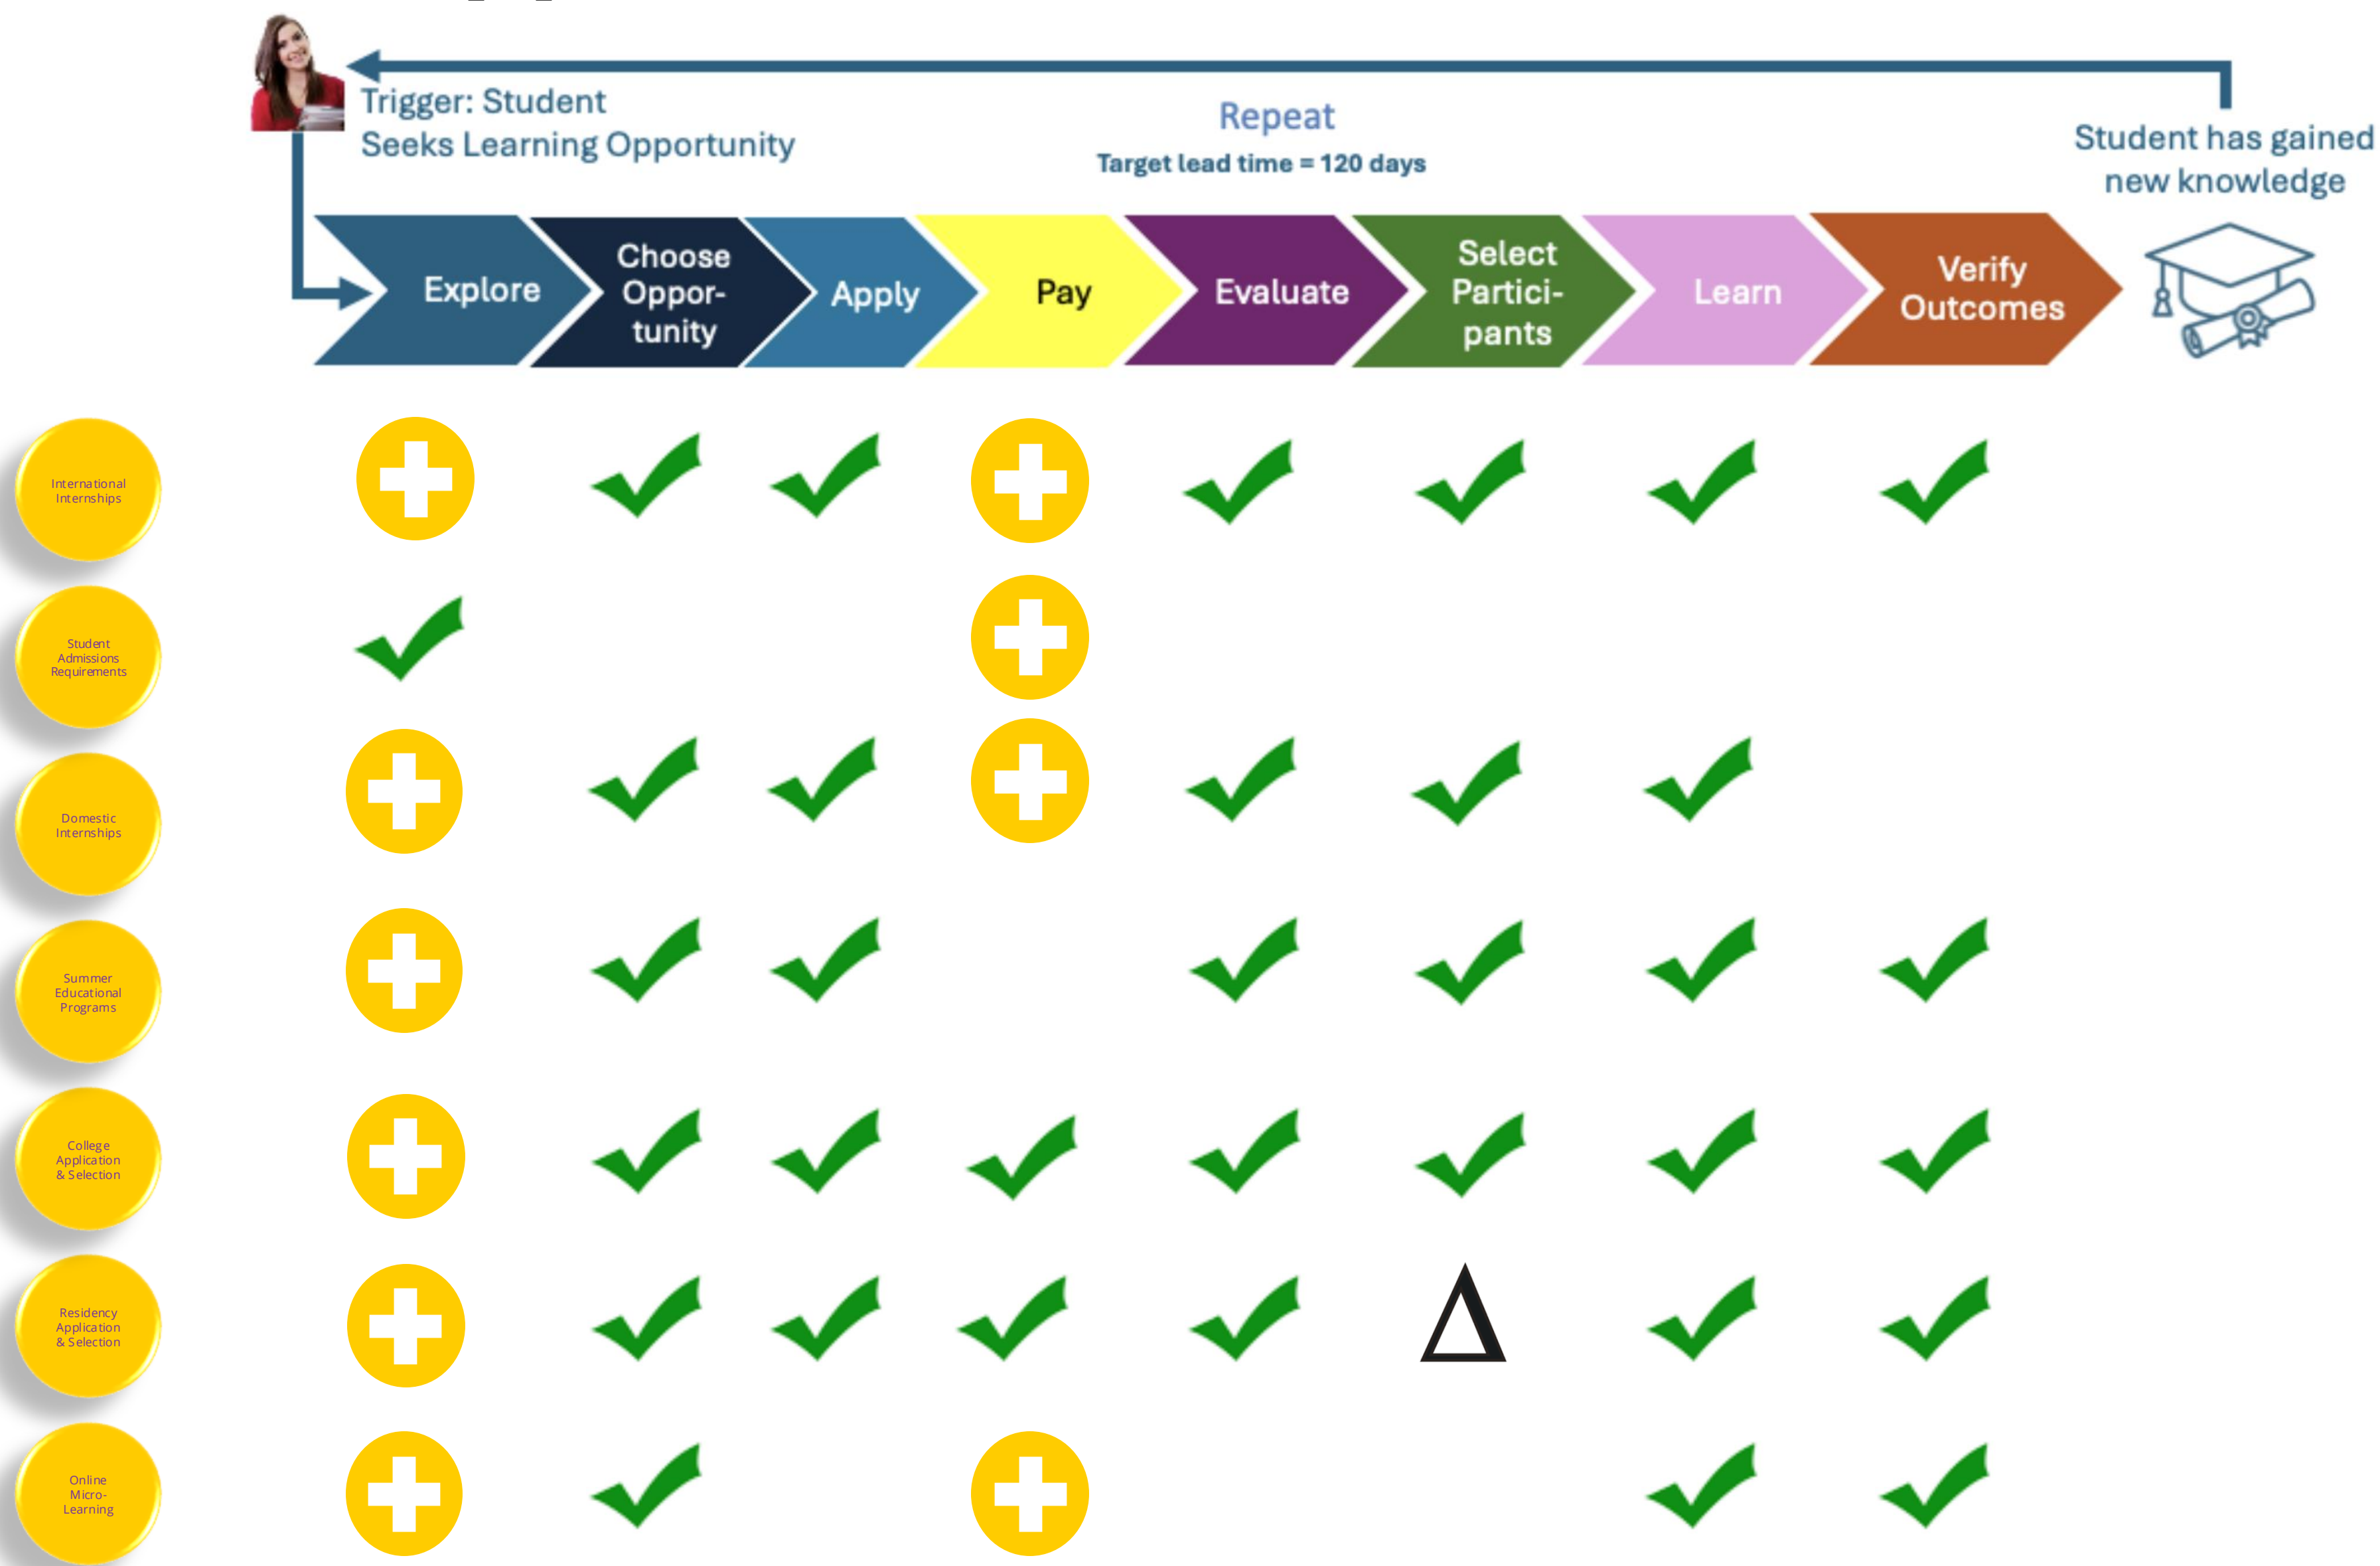 Trigger: Student
Seeks Learning Opportunity
Repeat
Target lead time = 120 days
Student has gained
new knowledge
Explore
Choose
Oppor-
tunity
Apply
Pay
Evaluate
Select
Partici-
pants
Learn
Verify
Outcomes
International
Internships
Student
Admissions
Requirements
Domestic
Internships
Summer
Educational
Programs
College
Application
& Selection
Residency
Application
& Selection
Δ
Online
Micro-
Learning